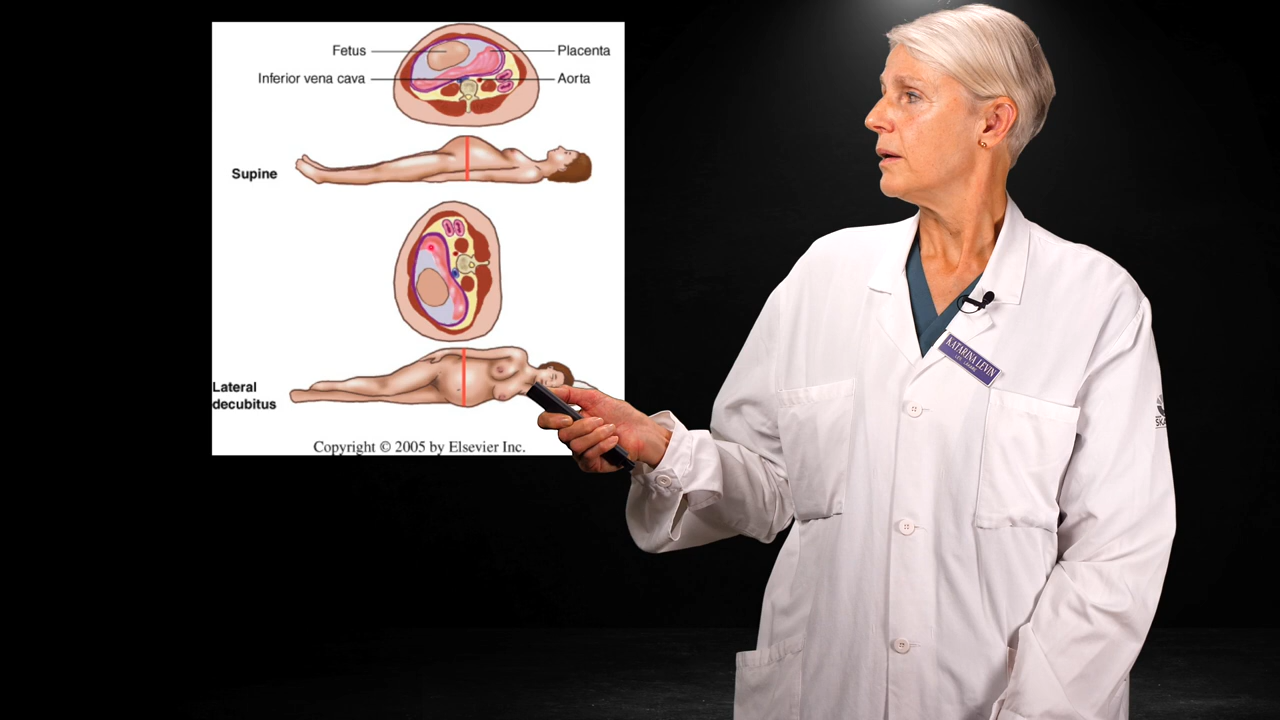 Fetus
Placenta
Inferior vena cava
Aorta
Supine
Lateral
decubitus
Copyright © 2005 by Elsevier Inc.
KATARINA LEVIN